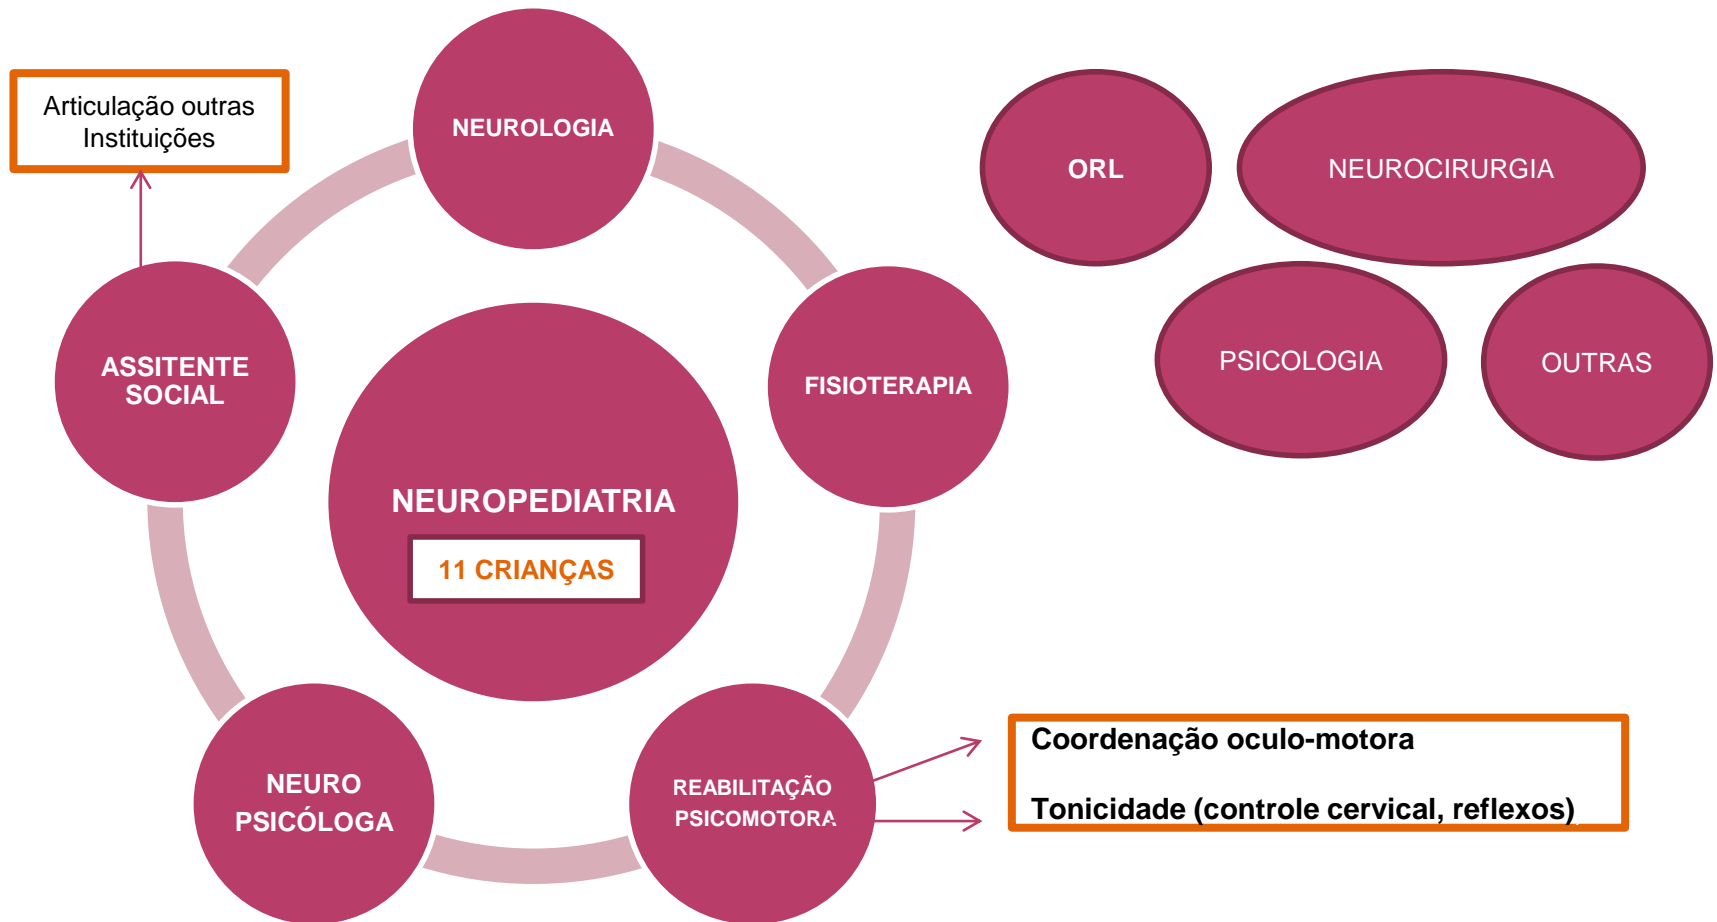 NEUROLOGIA
Articulação outras
Instituições
ORL
NEUROCIRURGIA
ASSITENTE
SOCIAL
FISIOTERAPIA
PSICOLOGIA
OUTRAS
NEUROPEDIATRIA
11 CRIANÇAS
NEURO
PSICÓLOGA
REABILITAÇÃO
PSICOMOTORA
Coordenação oculo-motora
Tonicidade (controle cervical, reflexos)